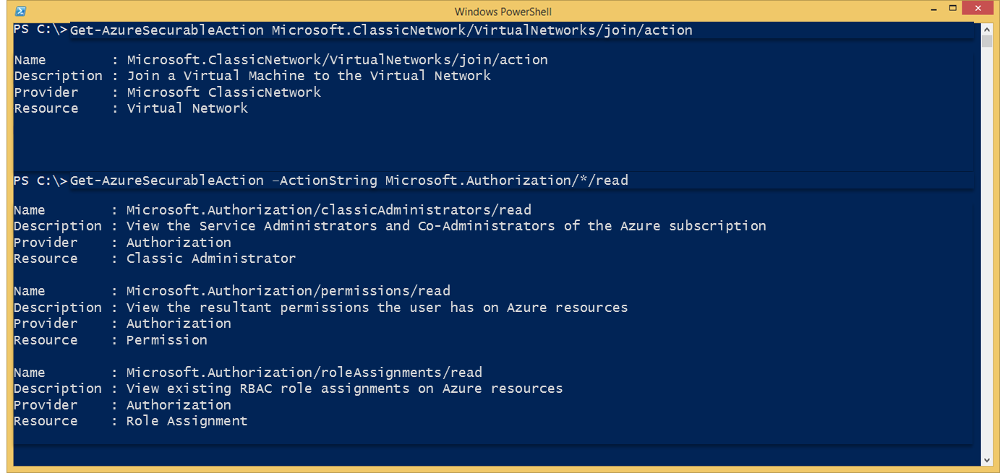 Windows PowerShell
PS C:\>Get-AzureSecurableAction Microsoft.ClassicNetwork/VirtualNetworks/join/action
Name        : Microsoft.ClassicNetwork/VirtualNetworks/join/action
Description : Join a Virtual Machine to the Virtual Network
Provider    : Microsoft ClassicNetwork
Resource    : Virtual Network
PS C:\>Get-AzureSecurableAction –ActionString Microsoft.Authorization/*/read
Name        : Microsoft.Authorization/classicAdministrators/read
Description : View the Service Administrators and Co-Administrators of the Azure subscription
Provider    : Authorization
Resource    : Classic Administrator
Name        : Microsoft.Authorization/permissions/read
Description : View the resultant permissions the user has on Azure resources
Provider    : Authorization
Resource    : Permission
Name        : Microsoft.Authorization/roleAssignments/read
Description : View existing RBAC role assignments on Azure resources
Provider    : Authorization
Resource    : Role Assignment